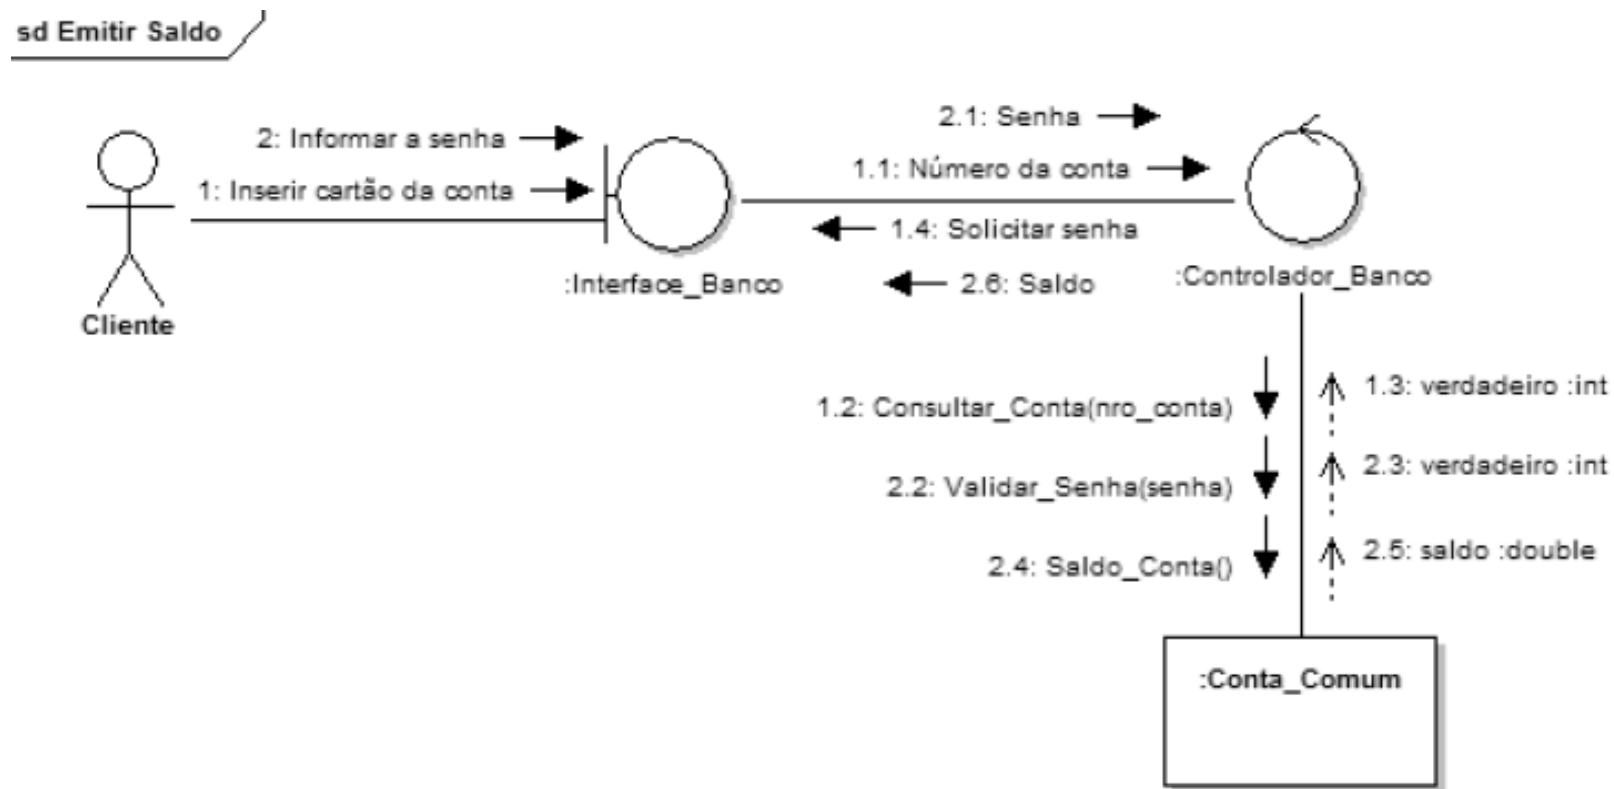 sd Emitir Saldo
2: Informar a senha
1: Inserir cartão da conta
Cliente
:Interface_Banco
2.1: Senha
1.1: Número da conta
1.4: Solicitar senha
2.6: Saldo
:Controlador_Banco
1.2: Consultar_Conta(nro_conta)
1.3: verdadeiro :int
2.2: Validar_Senha(senha)
2.3: verdadeiro :int
2.4: Saldo_Conta()
2.5: saldo :double
:Conta_Comum